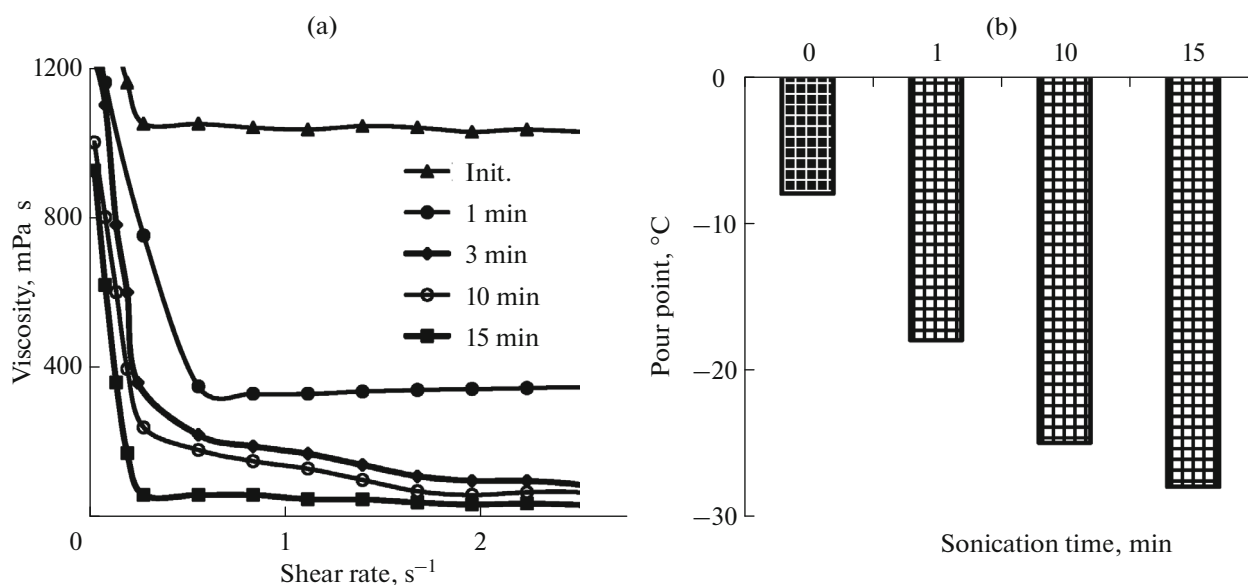 (a)
1200
800
400
0
1
2
Viscosity, mPa s
Shear rate, s⁻¹
Init.
1 min
3 min
10 min
15 min
(b)
0 1 10 15
0
−10
−20
−30
Pour point, °C
Sonication time, min